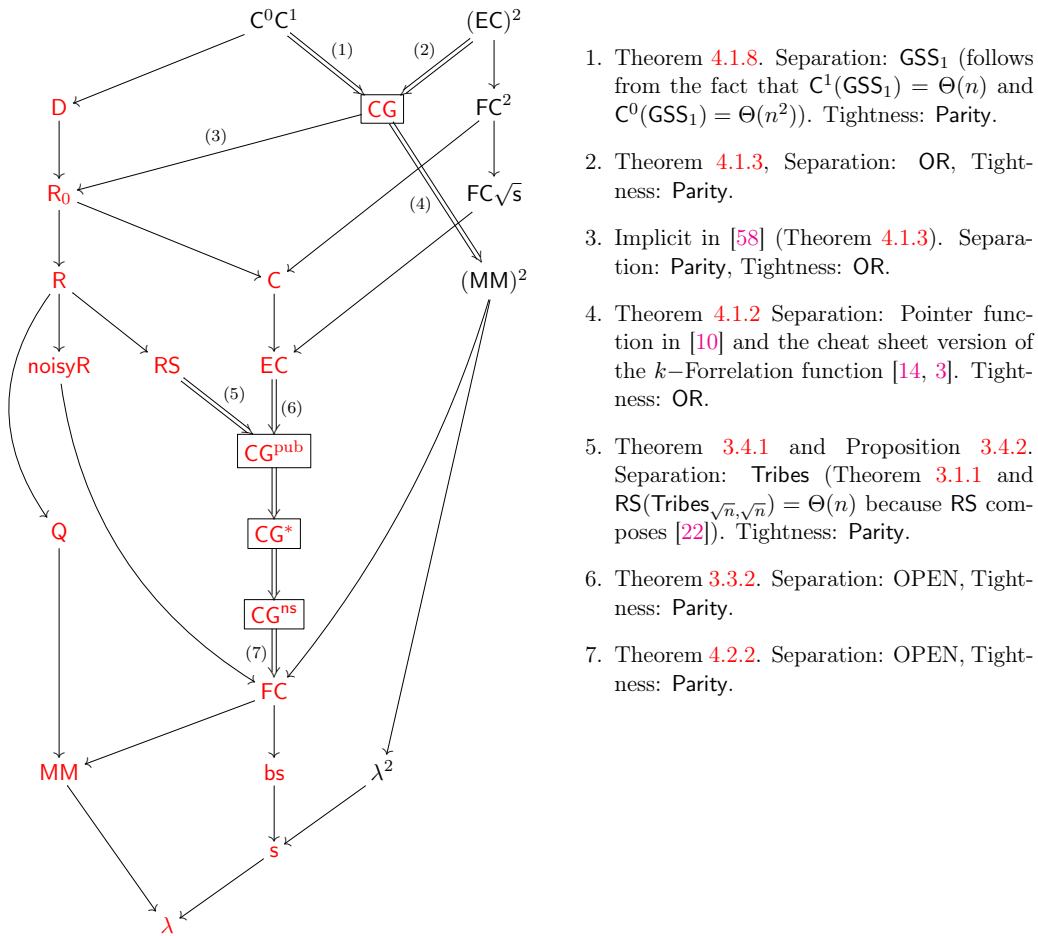 C⁰C¹
(EC)²
(1)
(2)
D
CG
FC²
(3)
R₀
FC√s
(4)
R
C
(MM)²
noisyR
RS
EC
(5)
(6)
CGᵖᵘᵇ
Q
CG*
CGⁿˢ
(7)
FC
MM
bs
λ²
s
λ
1. Theorem 4.1.8. Separation: GSS₁ (follows
from the fact that C¹(GSS₁) = Θ(n) and
C⁰(GSS₁) = Θ(n²)). Tightness: Parity.
2. Theorem 4.1.3, Separation: OR, Tight-
ness: Parity.
3. Implicit in [58] (Theorem 4.1.3). Separa-
tion: Parity, Tightness: OR.
4. Theorem 4.1.2 Separation: Pointer func-
tion in [10] and the cheat sheet version of
the k−Forrelation function [14, 3]. Tight-
ness: OR.
5. Theorem 3.4.1 and Proposition 3.4.2.
Separation: Tribes (Theorem 3.1.1 and
RS(Tribes√n,√n) = Θ(n) because RS com-
poses [22]). Tightness: Parity.
6. Theorem 3.3.2. Separation: OPEN, Tight-
ness: Parity.
7. Theorem 4.2.2. Separation: OPEN, Tight-
ness: Parity.